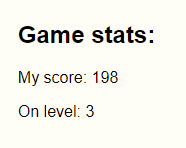 Game stats:
My score: 198
On level: 3